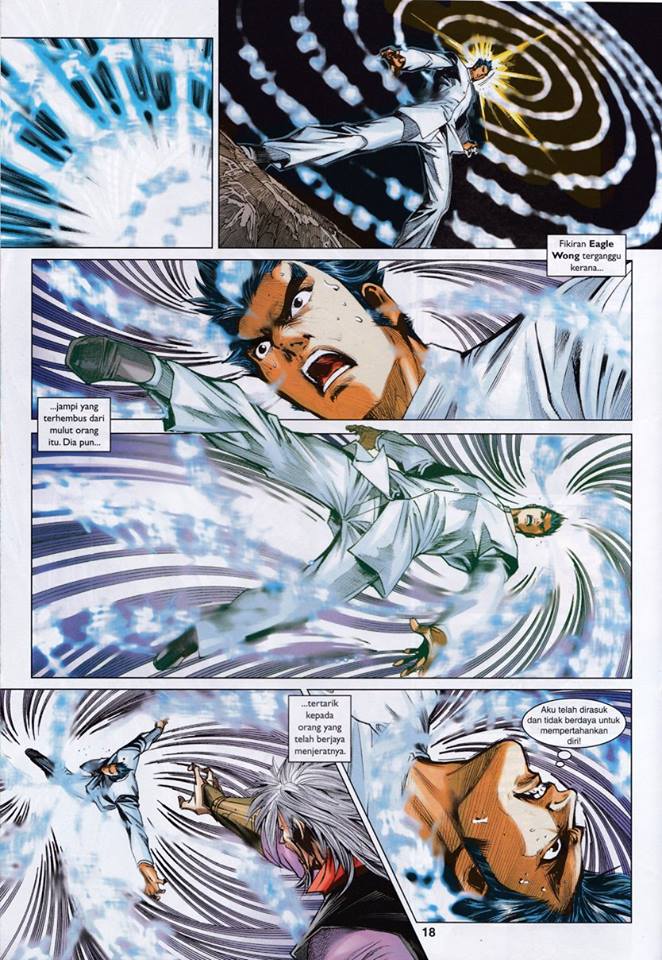 Fikiran Eagle
Wong terganggu
kerana...
...jampi yang
terhembus dari
mulut orang
itu. Dia pun...
...tertarik
kepada
orang yang
telah berjaya
menjeratnya.
Aku telah dirasuk
dan tidak berdaya untuk
mempertahankan
diri!
18